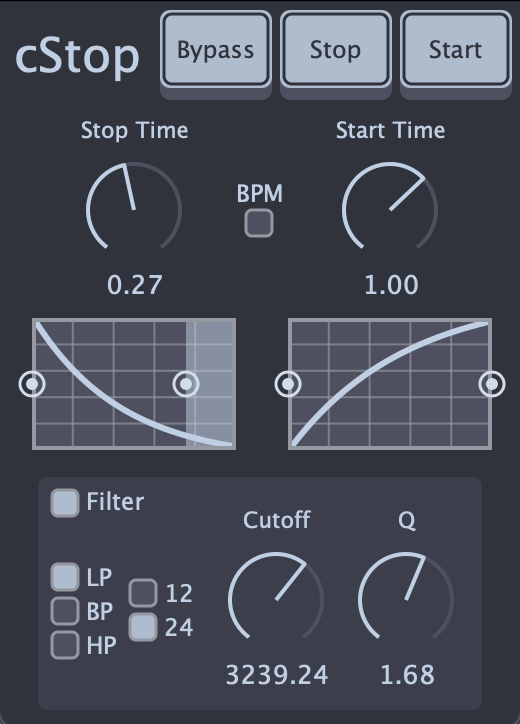 cStop
Bypass
Stop
Start
Stop Time
Start Time
BPM
0.27
1.00
Filter
Cutoff
Q
LP
BP
HP
12
24
3239.24
1.68